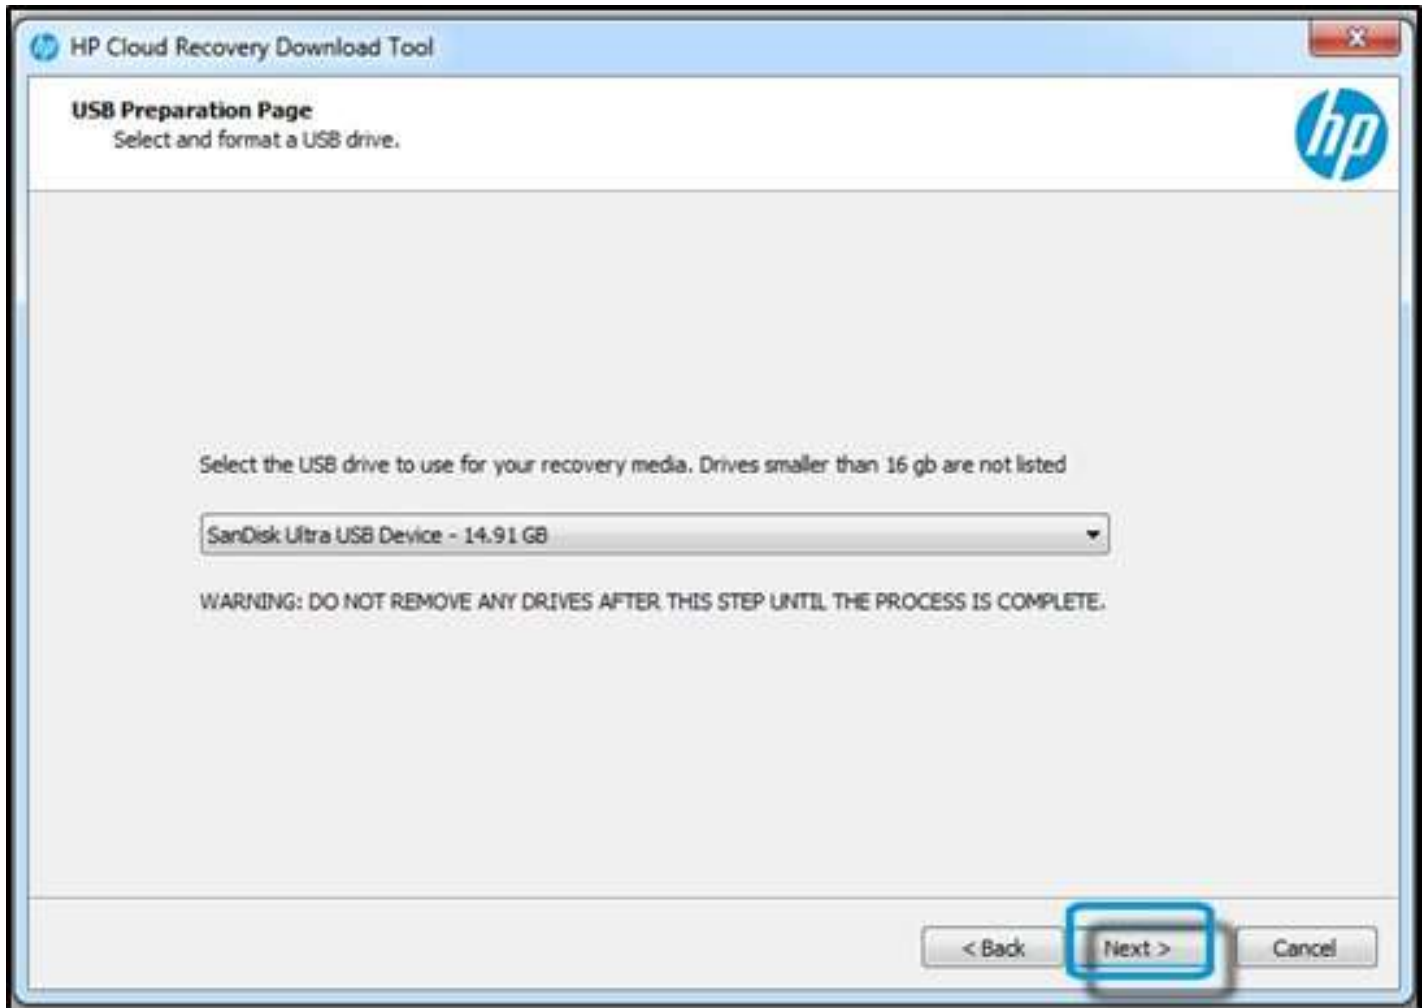 HP Cloud Recovery Download Tool
USB Preparation Page
Select and format a USB drive.
hp
Select the USB drive to use for your recovery media. Drives smaller than 16 gb are not listed
SanDisk Ultra USB Device - 14.91 GB
WARNING: DO NOT REMOVE ANY DRIVES AFTER THIS STEP UNTIL THE PROCESS IS COMPLETE.
< Back Next > Cancel